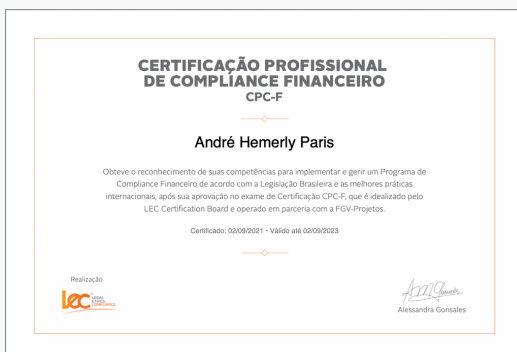 CERTIFICAÇÃO PROFISSIONAL
DE COMPLIANCE FINANCEIRO
CPC-F
André Hemerly Paris
Obteve o reconhecimento de suas competências para implementar e gerir um Programa de
Compliance Financeiro de acordo com a Legislação Brasileira e as melhores práticas
internacionais, após sua aprovação no exame de Certificação CPC-F, que é idealizado pelo
LEC Certification Board e operado em parceria com a FGV-Projetos.
Certificado: 02/09/2021 • Válido até 02/09/2023
Realização
LEC
LEGAL
ETHICS
COMPLIANCE
Alessandra Gonsales